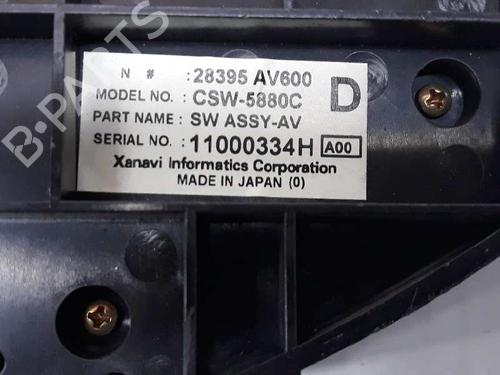 N # : 28395 AV600
D
MODEL NO. : CSW-5880C
PART NAME : SW ASSY-AV
SERIAL NO. : 11000334H A00
Xanavi Informatics Corporation
MADE IN JAPAN (0)
B-PARTS